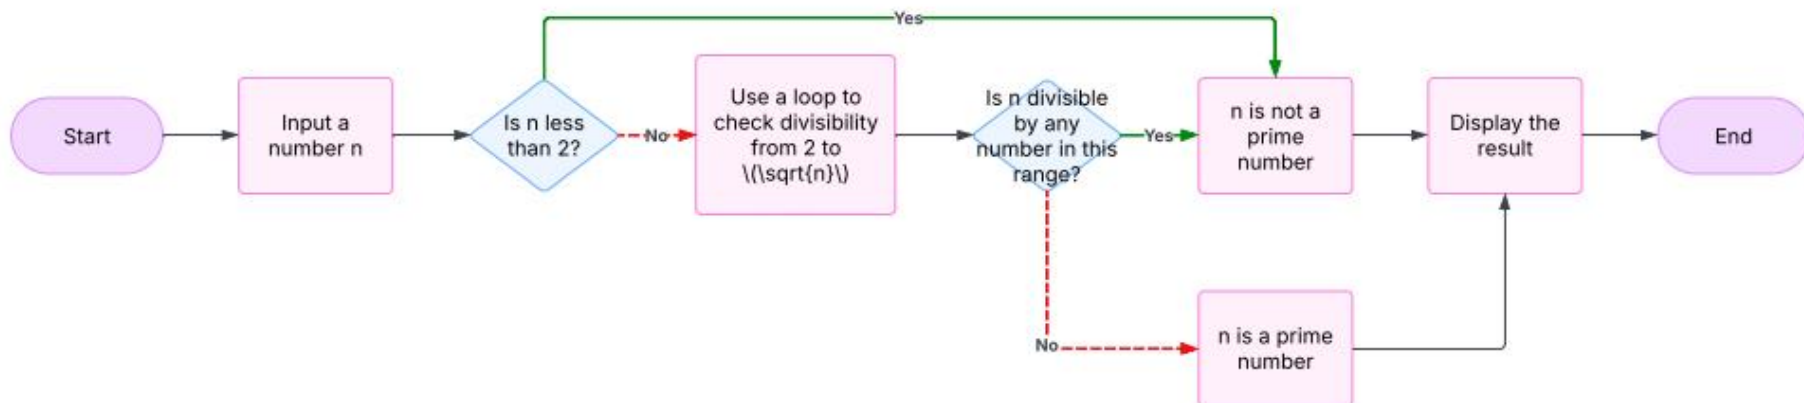 Yes
Start
Input a
number n
Is n less
than 2?
No
Use a loop to
check divisibility
from 2 to
\(\sqrt{n}\)
Is n divisible
by any
number in this
range?
Yes
n is not a
prime
number
Display the
result
End
No
n is a prime
number